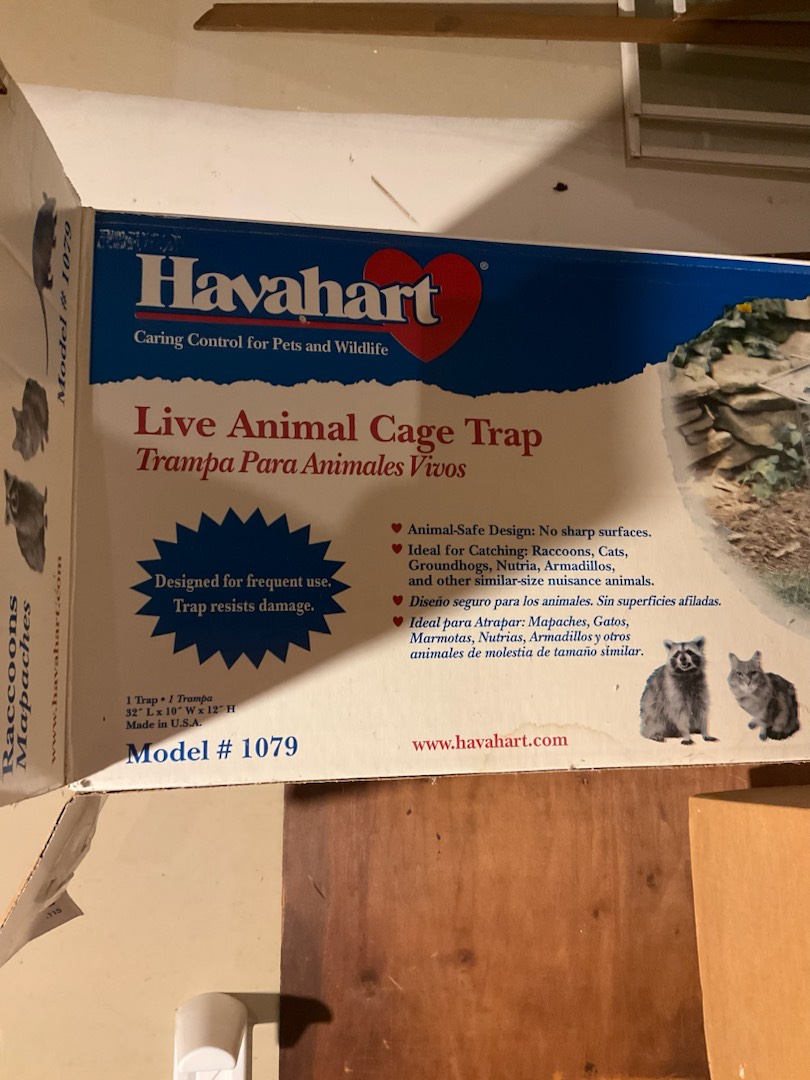 Havahart®
Caring Control for Pets and Wildlife
Live Animal Cage Trap
Trampa Para Animales Vivos
Designed for frequent use.
Trap resists damage.
Animal-Safe Design: No sharp surfaces.
Ideal for Catching: Raccoons, Cats,
Groundhogs, Nutria, Armadillos,
and other similar-size nuisance animals.
Diseño seguro para los animales. Sin superficies afiladas.
Ideal para Atrapar: Mapaches, Gatos,
Marmotas, Nutrias, Armadillos y otros
animales de molestia de tamaño similar.
1 Trap • 1 Trampa
32" L x 10" W x 12" H
Made in U.S.A.
Model # 1079
www.havahart.com
Model # 1079
Raccoons
Mapaches
www.havahart.com